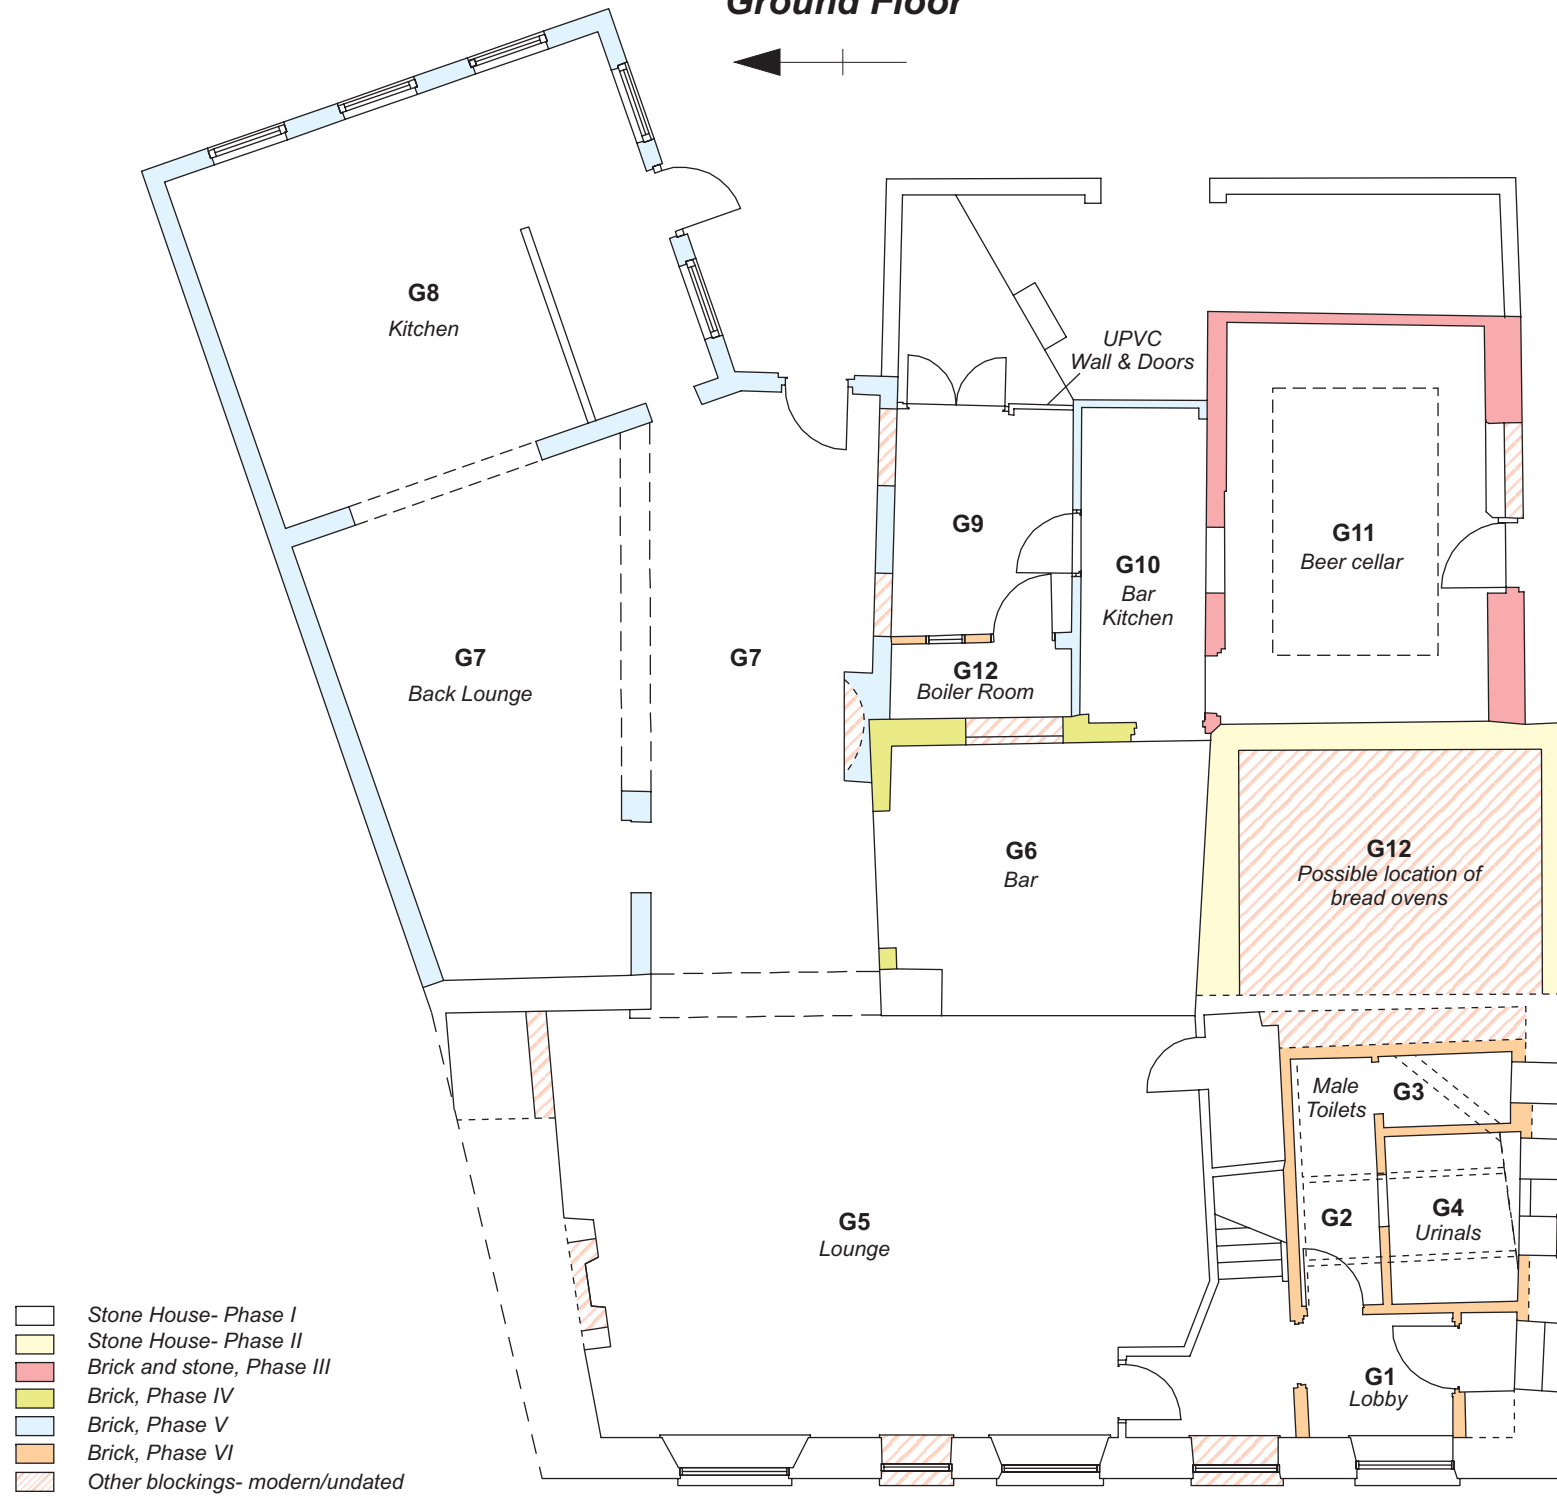 Ground Floor
G8
Kitchen
UPVC
Wall & Doors
G9
G10
Bar
Kitchen
G11
Beer cellar
G7
Back Lounge
G7
G12
Boiler Room
G6
Bar
G12
Possible location of
bread ovens
Male
Toilets
G3
G2
G4
Urinals
G5
Lounge
G1
Lobby
Stone House- Phase I
Stone House- Phase II
Brick and stone, Phase III
Brick, Phase IV
Brick, Phase V
Brick, Phase VI
Other blockings- modern/undated